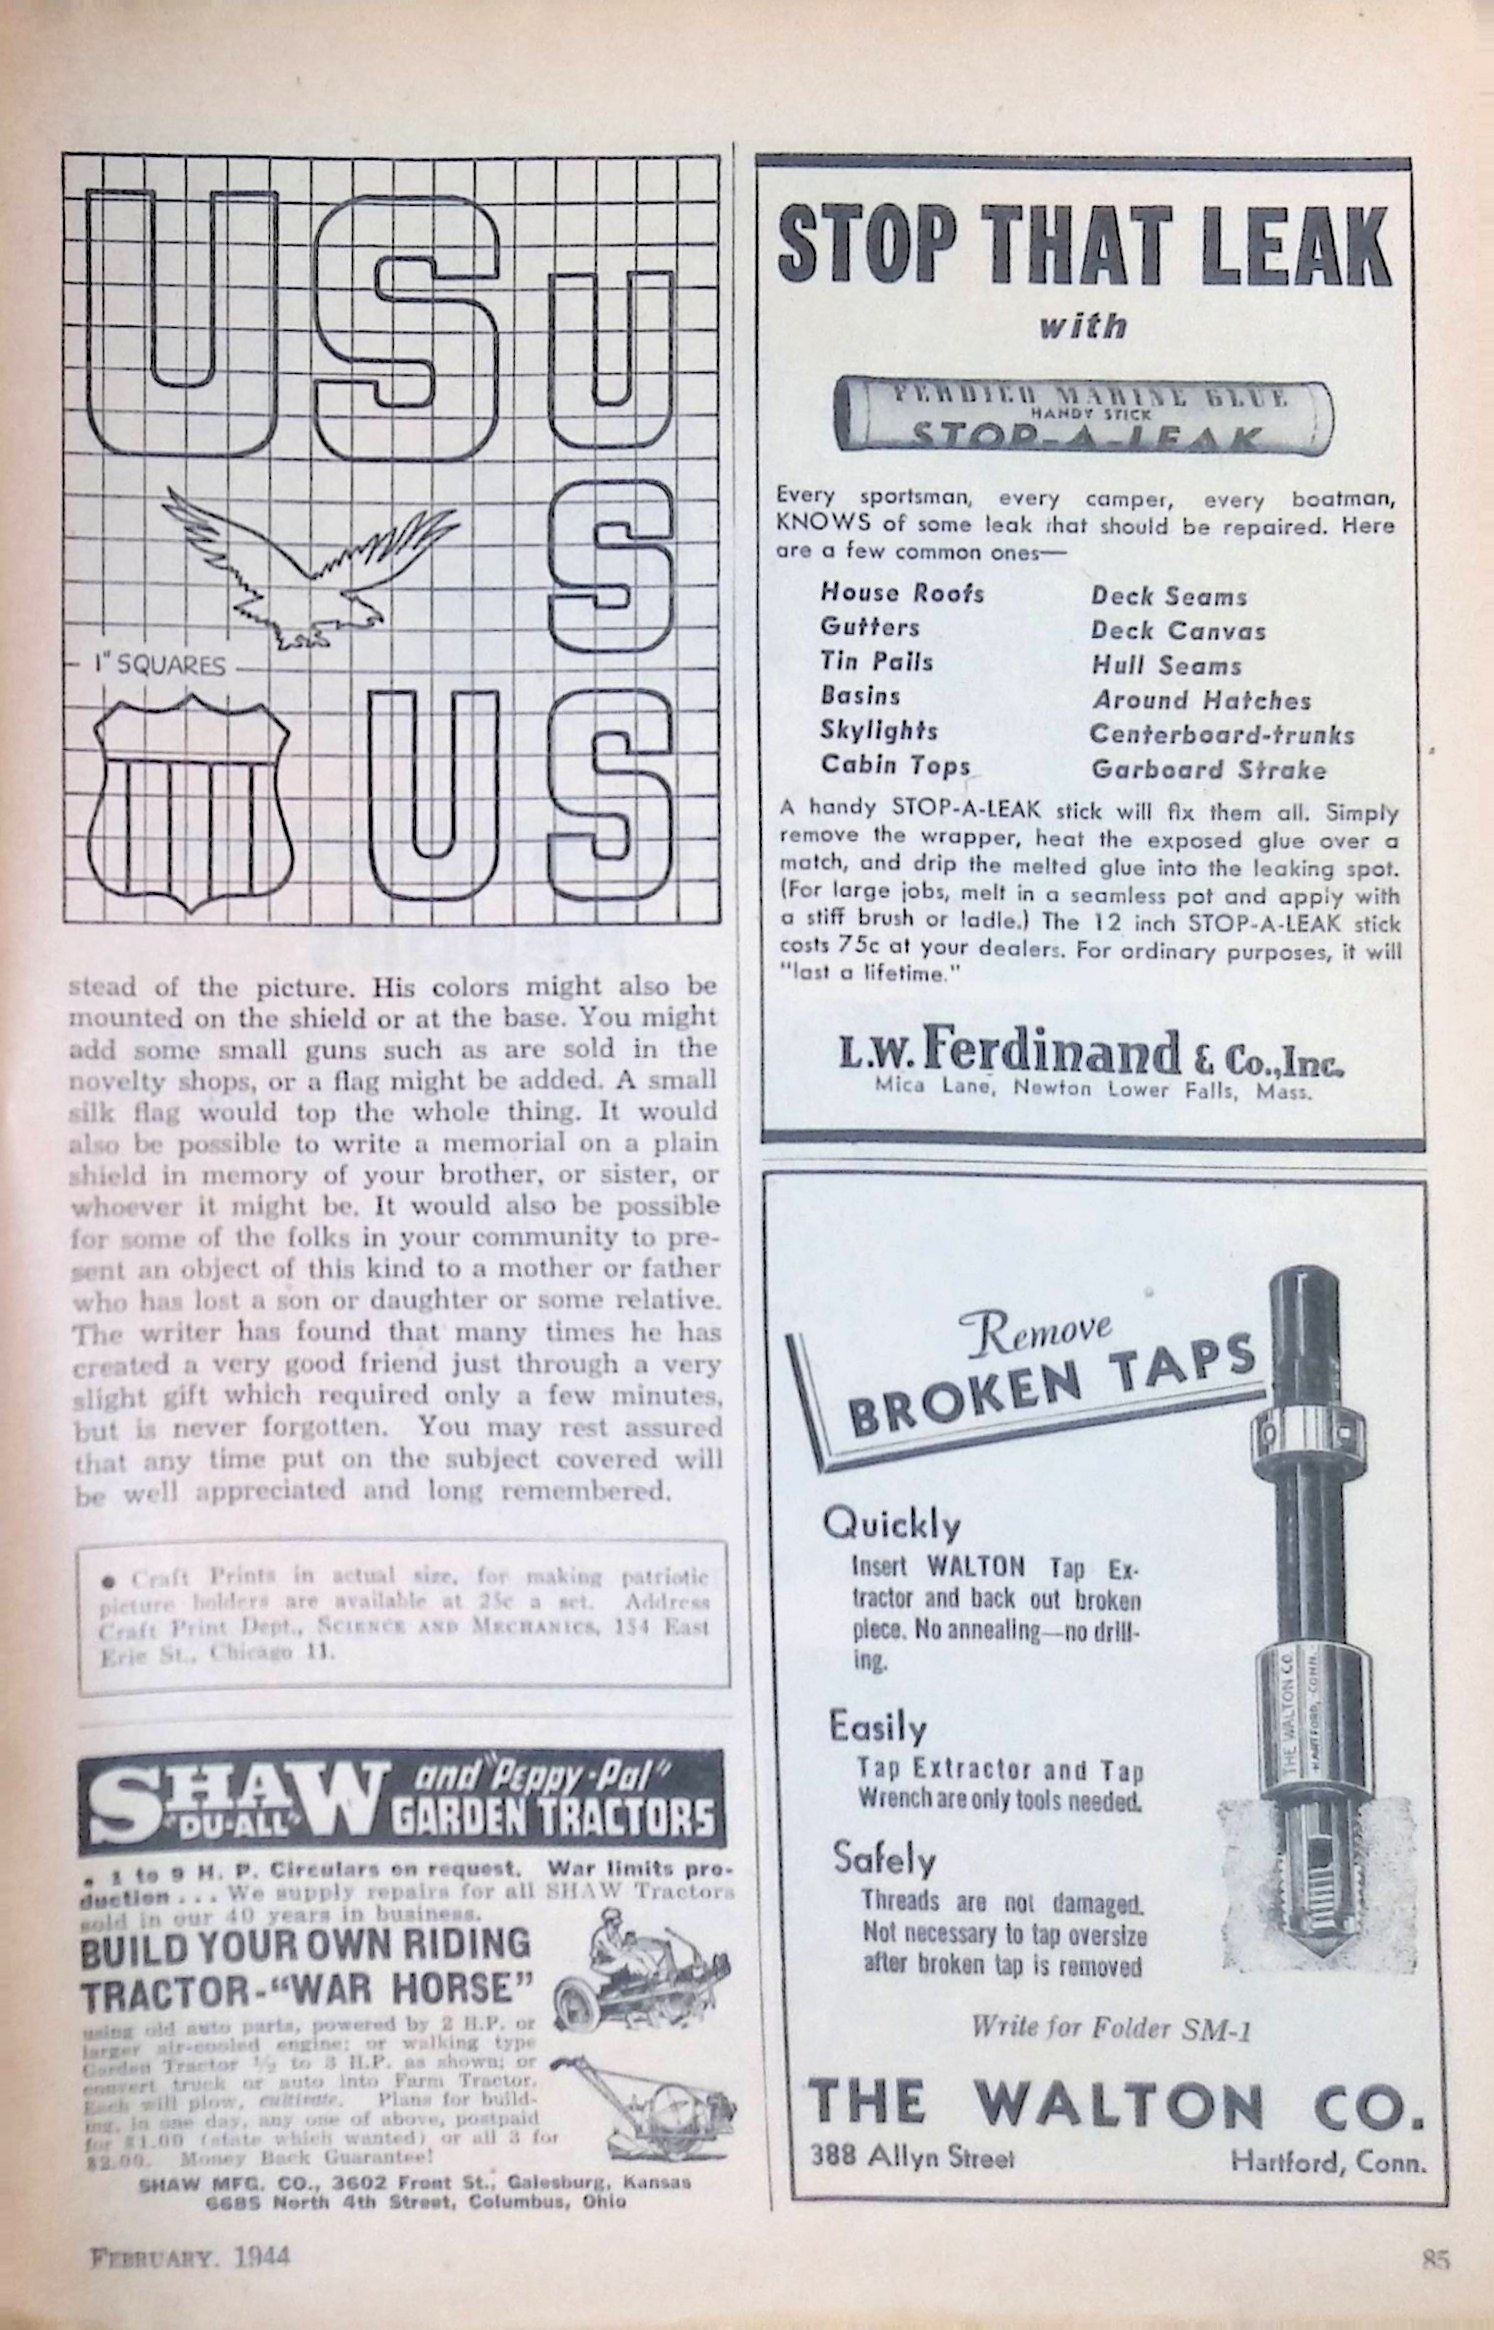 US
U
S
1" SQUARES
US
stead of the picture. His colors might also be
mounted on the shield or at the base. You might
add some small guns such as are sold in the
novelty shops, or a flag might be added. A small
silk flag would top the whole thing. It would
also be possible to write a memorial on a plain
shield in memory of your brother, or sister, or
whoever it might be. It would also be possible
for some of the folks in your community to pre-
sent an object of this kind to a mother or father
who has lost a son or daughter or some relative.
The writer has found that many times he has
created a very good friend just through a very
slight gift which required only a few minutes,
but is never forgotten. You may rest assured
that any time put on the subject covered will
be well appreciated and long remembered.
● Craft Prints in actual size, for making patriotic
picture holders are available at 25c a set. Address
Craft Print Dept., SCIENCE AND MECHANICS, 154 East
Erie St., Chicago 11.
SHAW "DU-ALL" and "Peppy-Pal"
GARDEN TRACTORS
. 1 to 9 H. P. Circulars on request. War limits pro-
duction . . . We supply repairs for all SHAW Tractors
sold in our 40 years in business.
BUILD YOUR OWN RIDING
TRACTOR-"WAR HORSE"
using old auto parts, powered by 2 H.P. or
larger air-cooled engine; or walking type
Garden Tractor ½ to 3 H.P. as shown; or
convert truck or auto into Farm Tractor.
Each will plow, cultivate. Plans for build-
ing, in one day, any one of above, postpaid
for $1.00 (state which wanted) or all 3 for
$2.00. Money Back Guarantee!
SHAW MFG. CO., 3602 Front St., Galesburg, Kansas
6685 North 4th Street, Columbus, Ohio
STOP THAT LEAK
with
FERDICO MARINE GLUE
HANDY STICK
STOP-A-LEAK
Every sportsman, every camper, every boatman,
KNOWS of some leak that should be repaired. Here
are a few common ones—
House Roofs Deck Seams
Gutters Deck Canvas
Tin Pails Hull Seams
Basins Around Hatches
Skylights Centerboard-trunks
Cabin Tops Garboard Strake
A handy STOP-A-LEAK stick will fix them all. Simply
remove the wrapper, heat the exposed glue over a
match, and drip the melted glue into the leaking spot.
(For large jobs, melt in a seamless pot and apply with
a stiff brush or ladle.) The 12 inch STOP-A-LEAK stick
costs 75c at your dealers. For ordinary purposes, it will
"last a lifetime."
L.W. Ferdinand & Co., Inc.
Mica Lane, Newton Lower Falls, Mass.
Remove
BROKEN TAPS
Quickly
Insert WALTON Tap Ex-
tractor and back out broken
piece. No annealing—no drill-
ing.
Easily
Tap Extractor and Tap
Wrench are only tools needed.
Safely
Threads are not damaged.
Not necessary to tap oversize
after broken tap is removed
THE WALTON CO.
HARTFORD, CONN.
Write for Folder SM-1
THE WALTON CO.
388 Allyn Street Hartford, Conn.
FEBRUARY, 1944
85